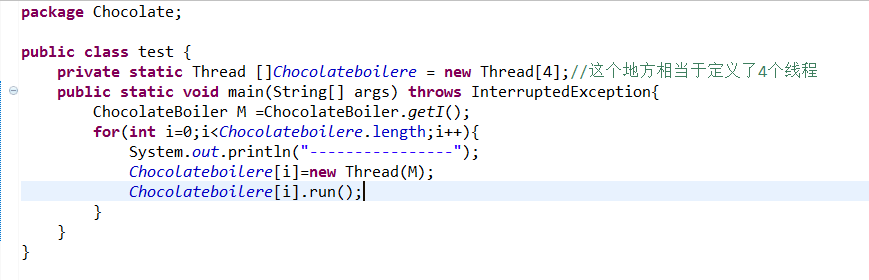 package Chocolate;
public class test {
private static Thread []Chocolateboilere = new Thread[4];//这个地方相当于定义了4个线程
public static void main(String[] args) throws InterruptedException{
ChocolateBoiler M =ChocolateBoiler.getI();
for(int i=0;i<Chocolateboilere.length;i++){
System.out.println("----------------");
Chocolateboilere[i]=new Thread(M);
Chocolateboilere[i].run();
}
}
}